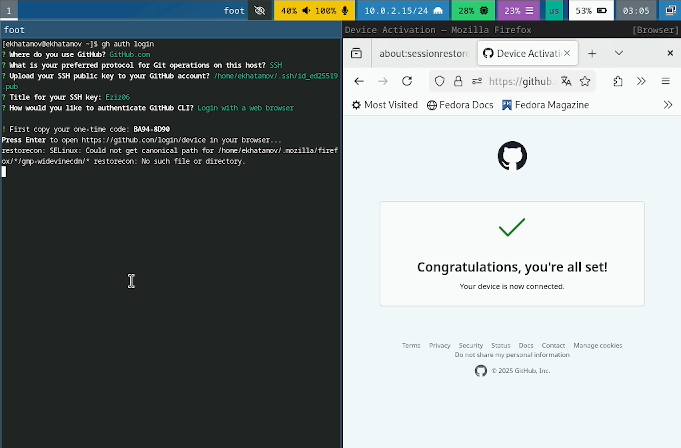 1
foot
40% 100%
10.0.2.15/24
28%
23%
us
53%
03:05
foot
Device Activation — Mozilla Firefox
[Browser]
[ekhatamov@ekhatamov ~]$ gh auth login
? Where do you use GitHub? GitHub.com
? What is your preferred protocol for Git operations on this host? SSH
? Upload your SSH public key to your GitHub account? /home/ekhatamov/.ssh/id_ed25519
.pub
? Title for your SSH key: Eziz06
? How would you like to authenticate GitHub CLI? Login with a web browser
! First copy your one-time code: BA94-8D90
Press Enter to open https://github.com/login/device in your browser...
restorecon: SELinux: Could not get canonical path for /home/ekhatamov/.mozilla/firef
ox/*/gmp-widevinecdm/* restorecon: No such file or directory.
about:sessionrestore
Device Activati
https://github.
Most Visited
Fedora Docs
Fedora Magazine
Congratulations, you're all set!
Your device is now connected.
Terms Privacy Security Status Docs Contact Manage cookies
Do not share my personal information
© 2025 GitHub, Inc.